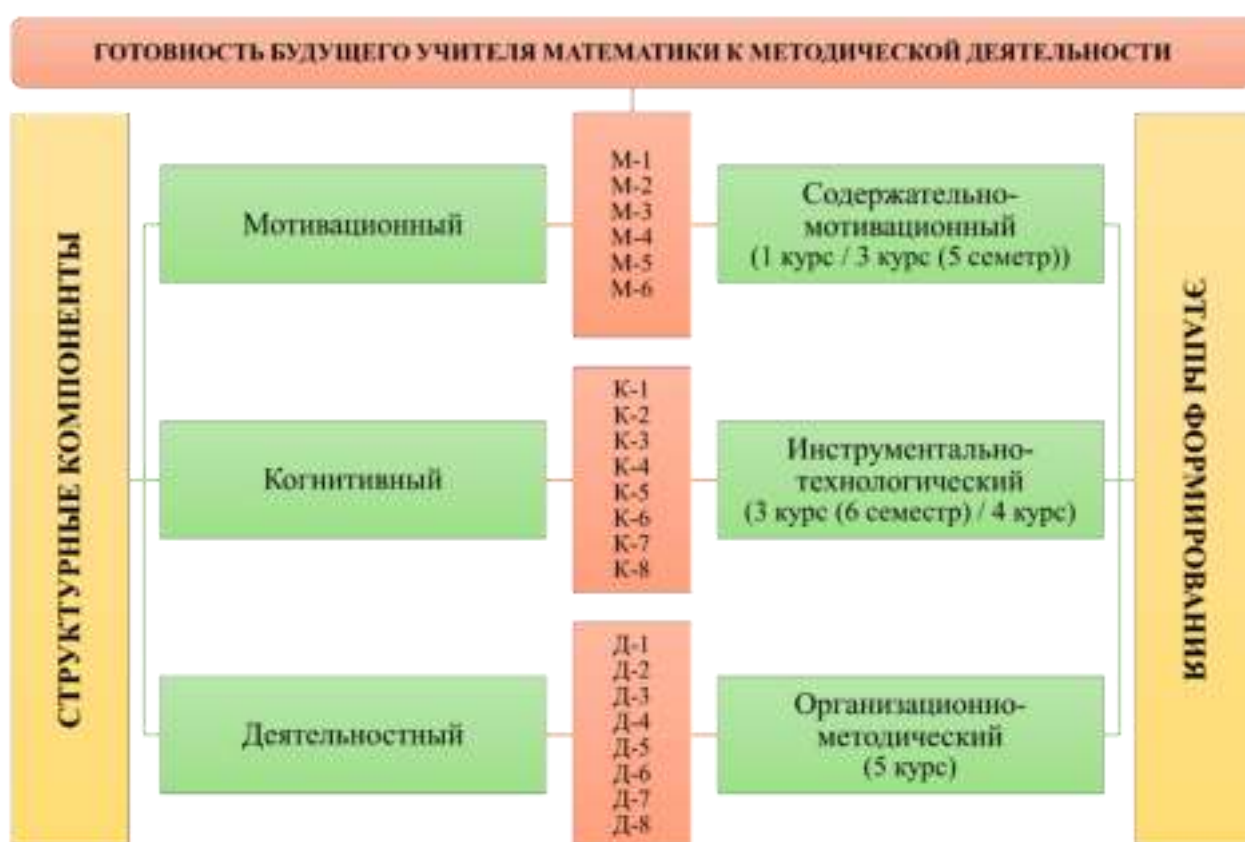 ГОТОВНОСТЬ БУДУЩЕГО УЧИТЕЛЯ МАТЕМАТИКИ К МЕТОДИЧЕСКОЙ ДЕЯТЕЛЬНОСТИ
СТРУКТУРНЫЕ КОМПОНЕНТЫ
Мотивационный
М-1
М-2
М-3
М-4
М-5
М-6
Содержательно-
мотивационный
(1 курс / 3 курс (5 семетр))
Когнитивный
К-1
К-2
К-3
К-4
К-5
К-6
К-7
К-8
Инструментально-
технологический
(3 курс (6 семестр) / 4 курс)
Деятельностный
Д-1
Д-2
Д-3
Д-4
Д-5
Д-6
Д-7
Д-8
Организационно-
методический
(5 курс)
ЭТАПЫ ФОРМИРОВАНИЯ